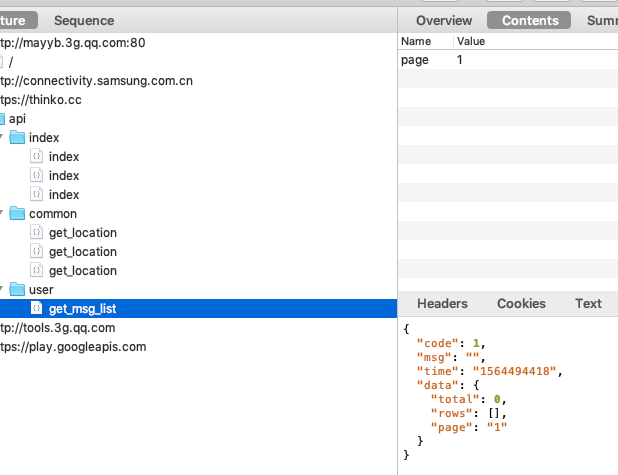 ture Sequence
tp://mayyb.3g.qq.com:80
/
tp://connectivity.samsung.com.cn
tps://thinko.cc
api
index
index
index
index
common
get_location
get_location
get_location
user
get_msg_list
tp://tools.3g.qq.com
tps://play.googleapis.com
Overview Contents Summ
Name Value
page 1
Headers Cookies Text
{
"code": 1,
"msg": "",
"time": "1564494418",
"data": {
"total": 0,
"rows": [],
"page": "1"
}
}